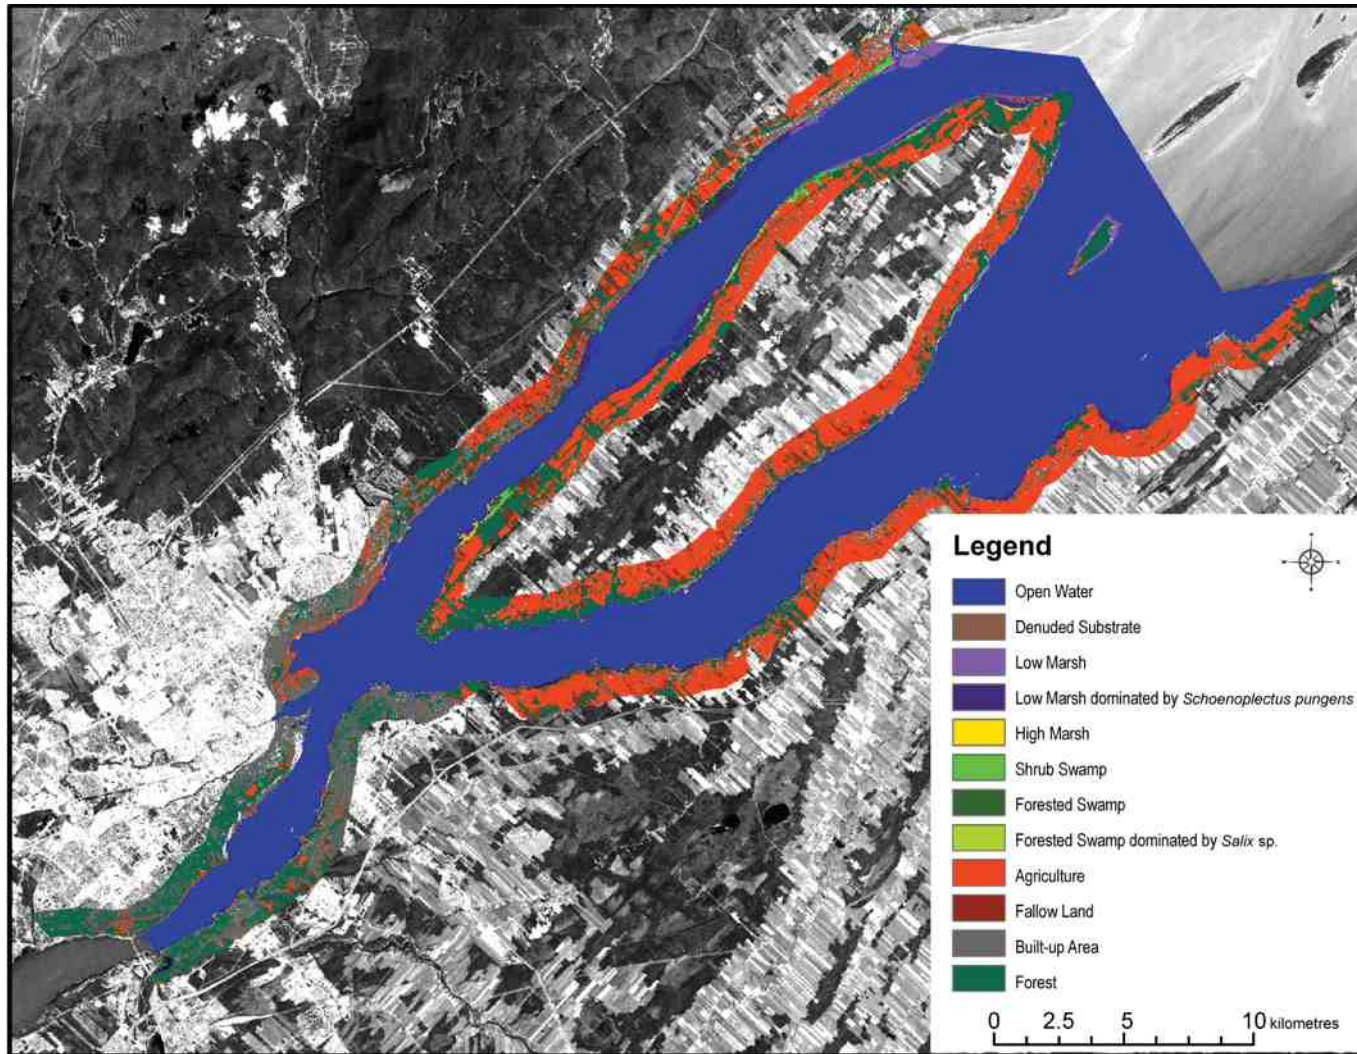 Legend
Open Water
Denuded Substrate
Low Marsh
Low Marsh dominated by Schoenoplectus pungens
High Marsh
Shrub Swamp
Forested Swamp
Forested Swamp dominated by Salix sp.
Agriculture
Fallow Land
Built-up Area
Forest
0 2.5 5 10 kilometres